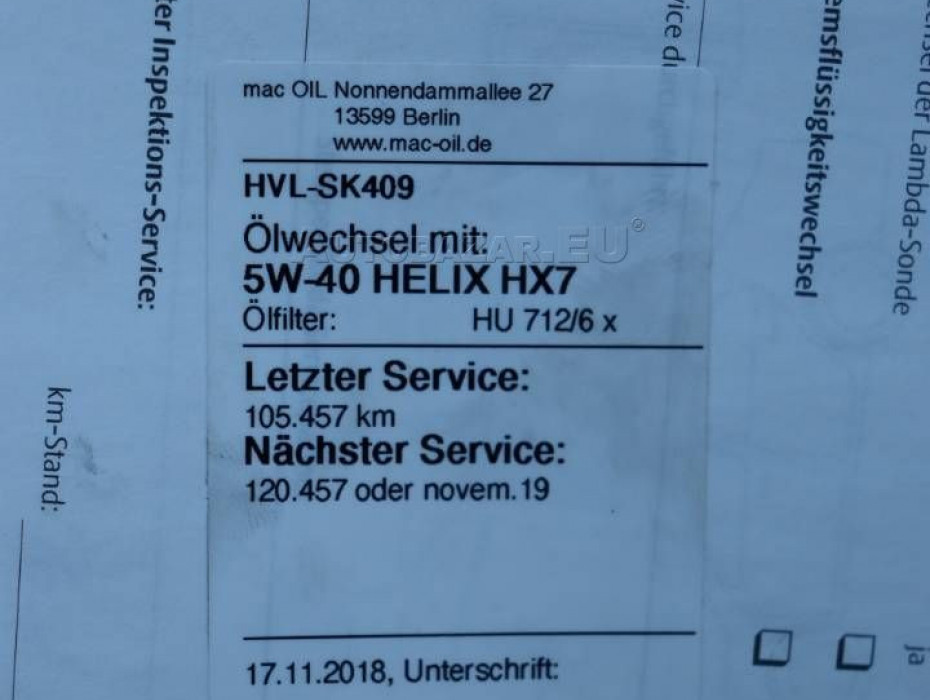 mac OIL Nonnendammallee 27
13599 Berlin
www.mac-oil.de
HVL-SK409
Ölwechsel mit:
AUTOBAZAR.EU®
5W-40 HELIX HX7
Ölfilter: HU 712/6 x
Letzter Service:
105.457 km
Nächster Service:
120.457 oder novem.19
17.11.2018, Unterschrift:
Inspektions-Service:
km-Stand:
der Lambda-Sonde
ja